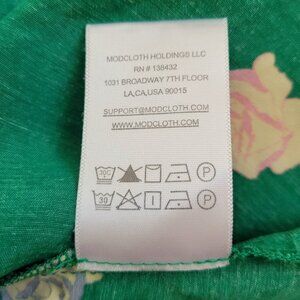 MODCLOTH HOLDINGS LLC
RN # 138432
1031 BROADWAY 7TH FLOOR
LA,CA,USA 90015
SUPPORT@MODCLOTH.COM
WWW.MODCLOTH.COM
30